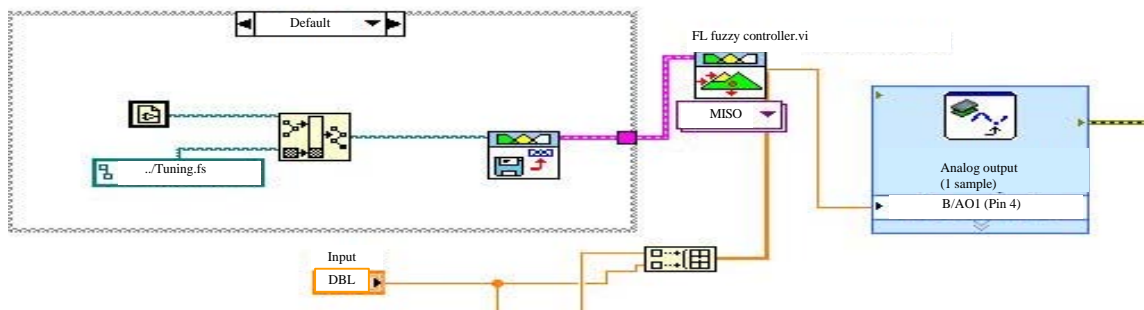 Default
FL fuzzy controller.vi
MISO
../Tuning.fs
Analog output
(1 sample)
B/AO1 (Pin 4)
Input
DBL